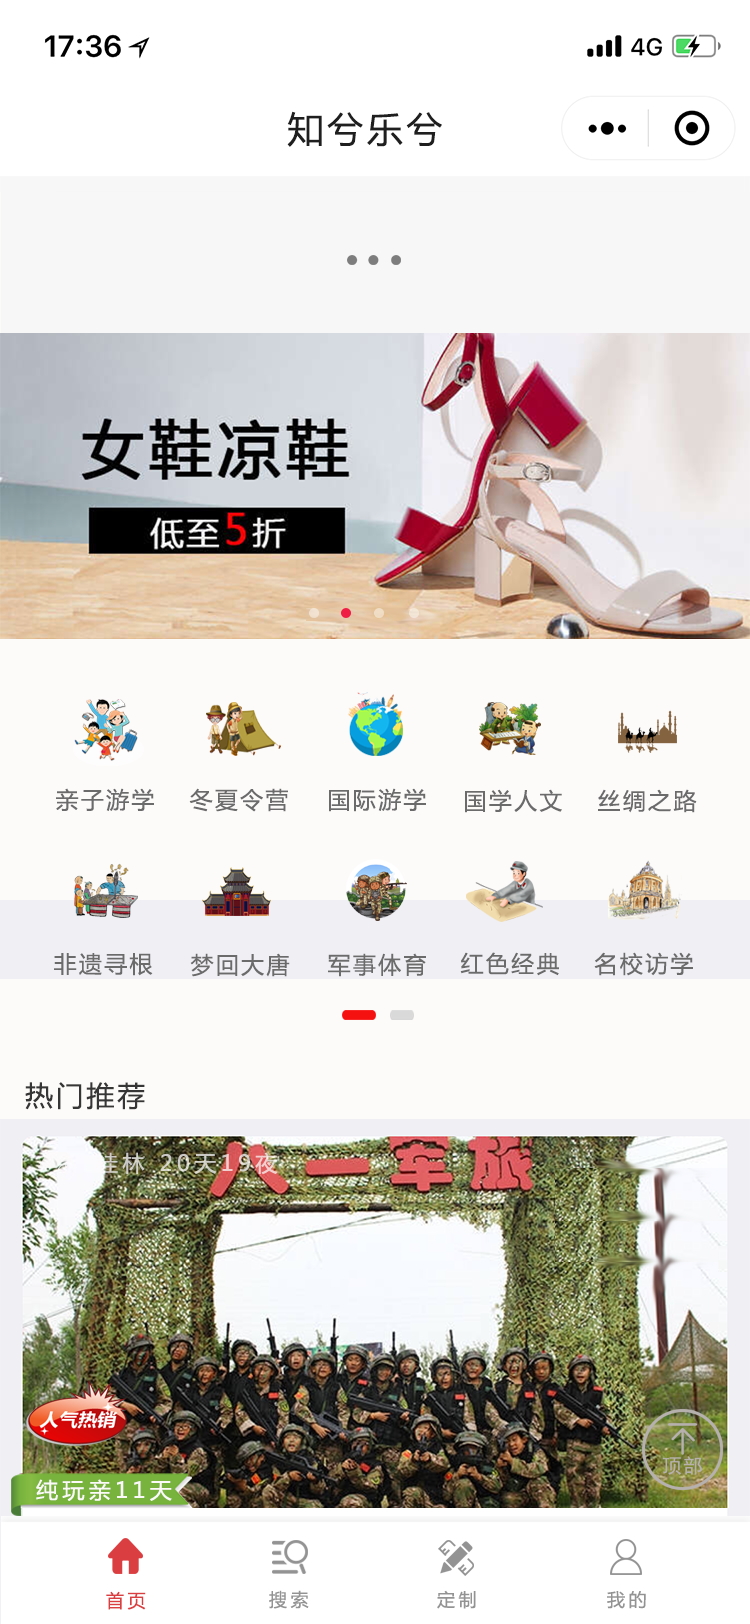 17:36
4G
知兮乐兮
女鞋凉鞋
低至5折
亲子游学 冬夏令营 国际游学 国学人文 丝绸之路
非遗寻根 梦回大唐 军事体育 红色经典 名校访学
热门推荐
桂林 20天19夜
八一军旅
人气热销
纯玩亲11天
顶部
首页 搜索 定制 我的